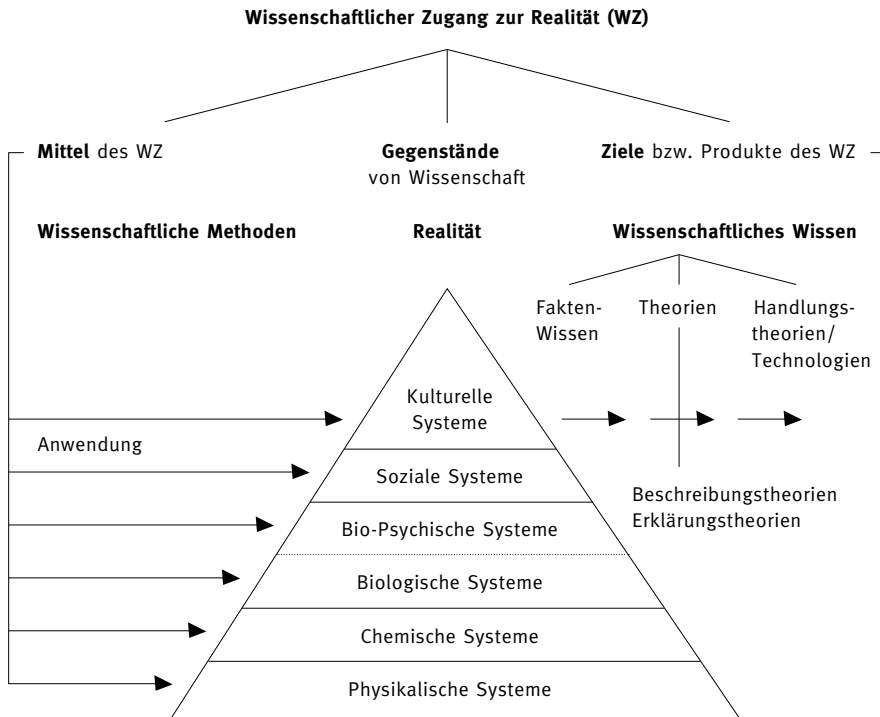 Wissenschaftlicher Zugang zur Realität (WZ)
Mittel des WZ
Gegenstände
von Wissenschaft
Ziele bzw. Produkte des WZ
Wissenschaftliche Methoden
Realität
Wissenschaftliches Wissen
Fakten-
Wissen
Theorien
Handlungs-
theorien/
Technologien
Kulturelle
Systeme
Anwendung
Soziale Systeme
Beschreibungstheorien
Erklärungstheorien
Bio-Psychische Systeme
Biologische Systeme
Chemische Systeme
Physikalische Systeme